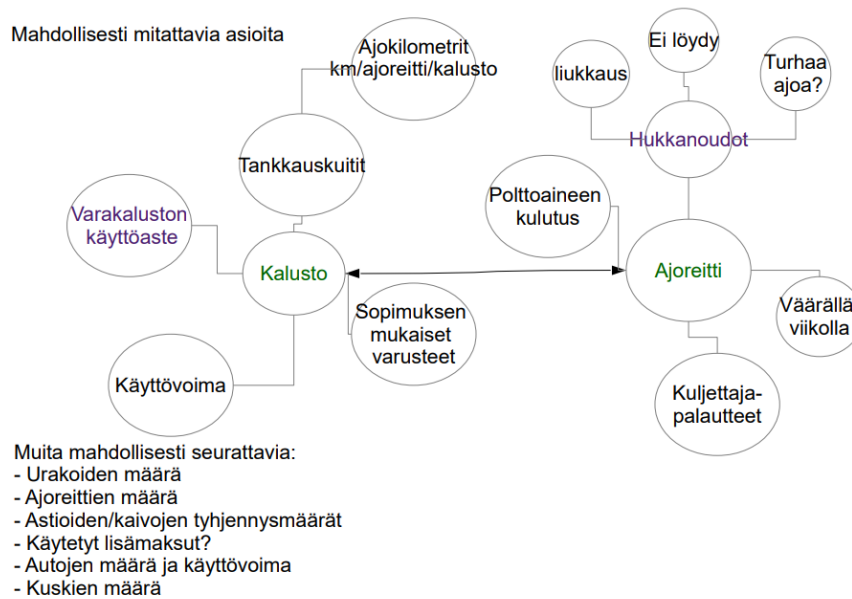 Mahdollisesti mitattavia asioita
Ajokilometrit
km/ajoreitti/kalusto
Ei löydy
liukkaus
Turhaa
ajoa?
Hukkanoudot
Tankkauskuitit
Polttoaineen
kulutus
Varakaluston
käyttöaste
Kalusto
Ajoreitti
Sopimuksen
mukaiset
varusteet
Väärällä
viikolla
Käyttövoima
Kuljettaja-
palautteet
Muita mahdollisesti seurattavia:
- Urakoiden määrä
- Ajoreittien määrä
- Astioiden/kaivojen tyhjennysmäärät
- Käytetyt lisämaksut?
- Autojen määrä ja käyttövoima
- Kuskien määrä